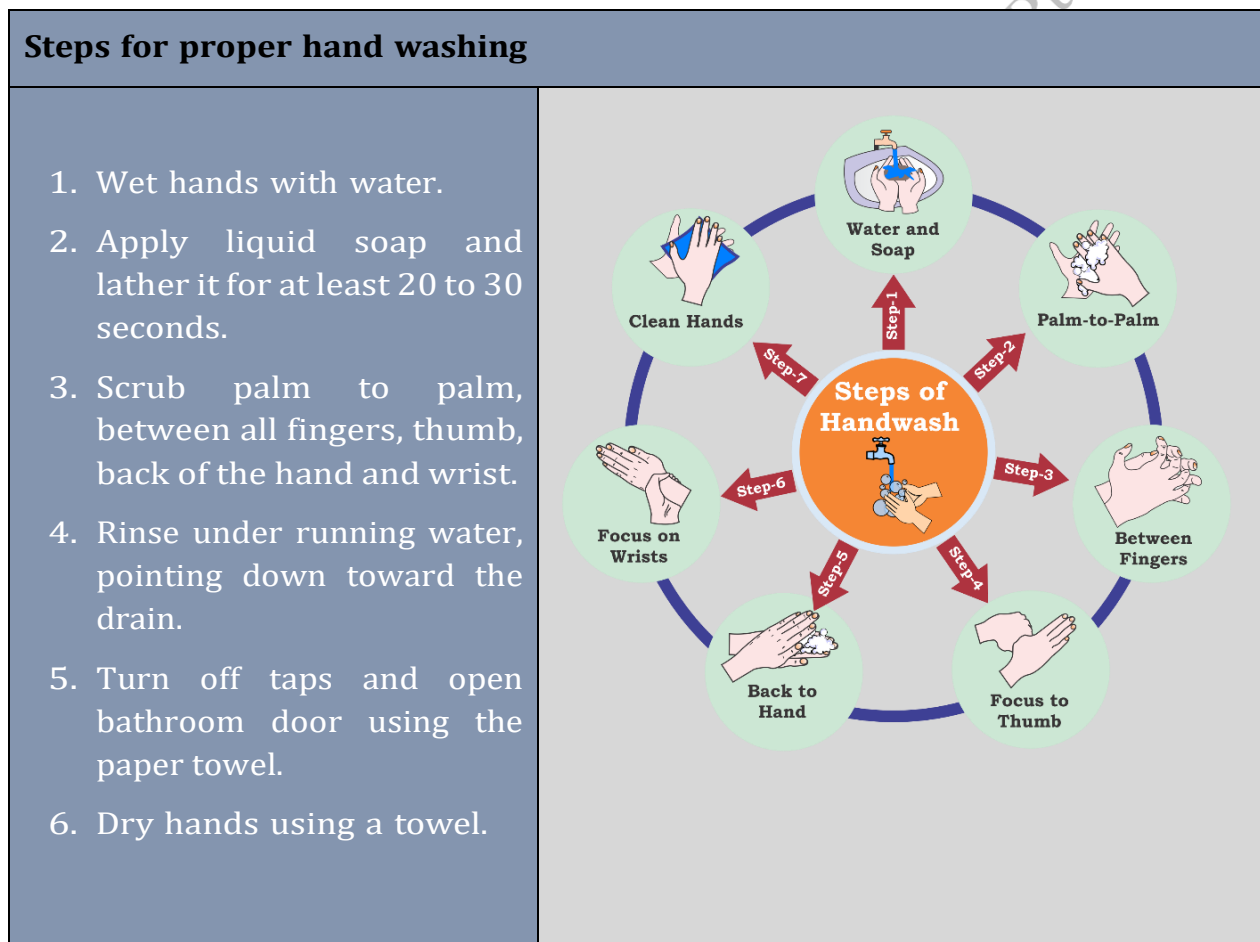 Steps for proper hand washing
1. Wet hands with water.
2. Apply liquid soap and
lather it for at least 20 to 30
seconds.
3. Scrub palm to palm,
between all fingers, thumb,
back of the hand and wrist.
4. Rinse under running water,
pointing down toward the
drain.
5. Turn off taps and open
bathroom door using the
paper towel.
6. Dry hands using a towel.
Steps of
Handwash
Step-1
Water and
Soap
Step-2
Palm-to-Palm
Step-3
Between
Fingers
Step-4
Focus to
Thumb
Step-5
Back to
Hand
Step-6
Focus on
Wrists
Step-7
Clean Hands